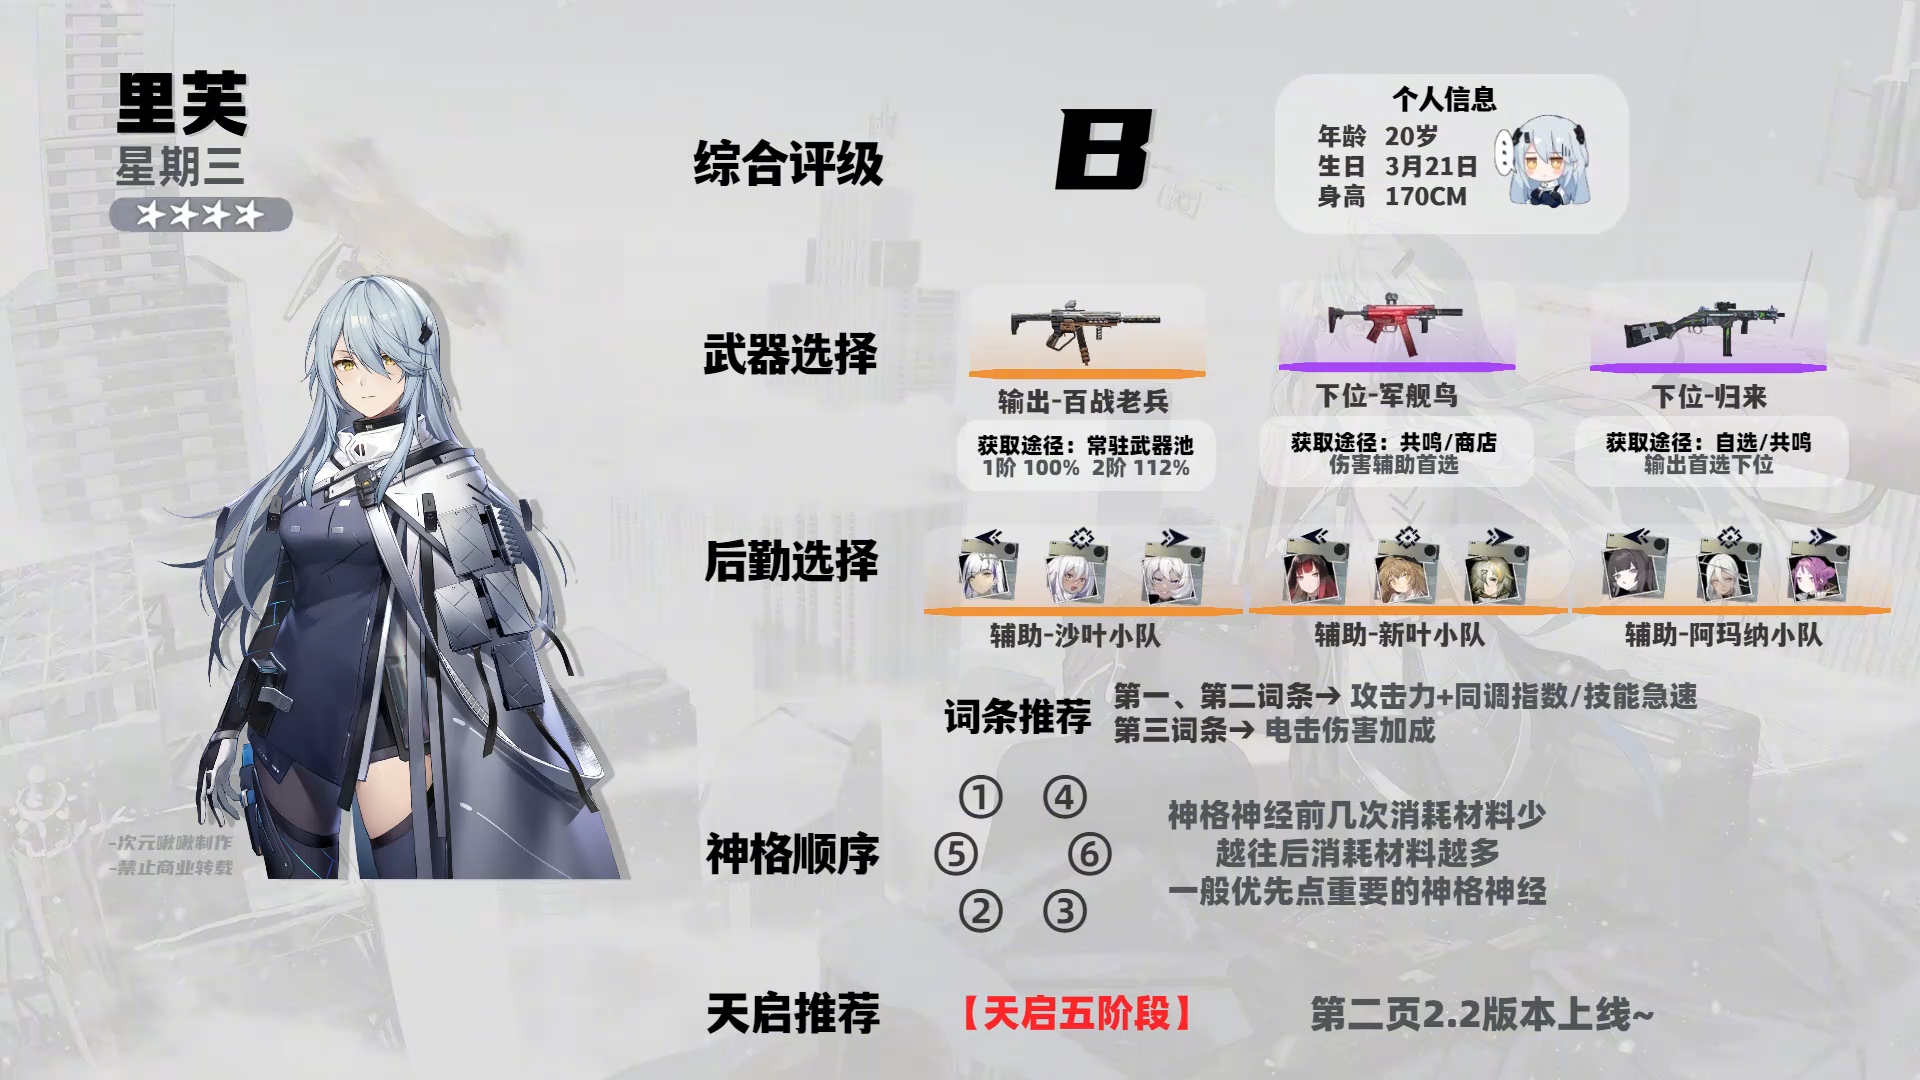 里芙
星期三
综合评级
B
个人信息
年龄 20岁
生日 3月21日
身高 170CM
武器选择
输出-百战老兵
获取途径：常驻武器池
1阶 100% 2阶 112%
下位-军舰鸟
获取途径：共鸣/商店
伤害辅助首选
下位-归来
获取途径：自选/共鸣
输出首选下位
后勤选择
辅助-沙叶小队
辅助-新叶小队
辅助-阿玛纳小队
词条推荐
第一、第二词条→ 攻击力+同调指数/技能急速
第三词条→ 电击伤害加成
神格顺序
① ④
⑤ ⑥
② ③
神格神经前几次消耗材料少
越往后消耗材料越多
一般优先点重要的神格神经
-次元啾啾制作
-禁止商业转载
天启推荐
【天启五阶段】
第二页2.2版本上线~